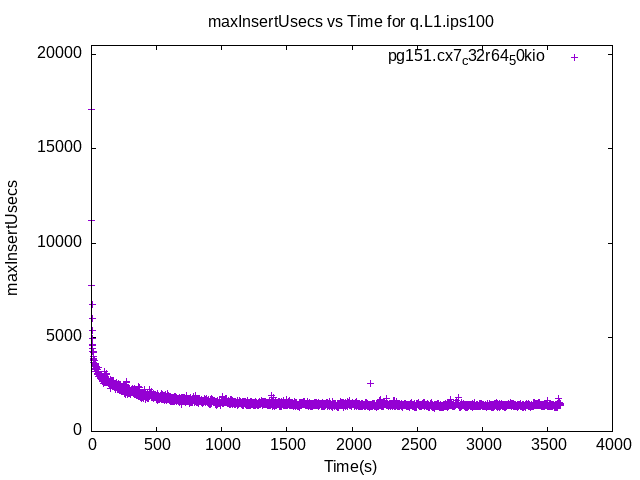 maxInsertUsecs vs Time for q.L1.ips100
pg151.cx7c32r6450kio
maxInsertUsecs
20000
15000
10000
5000
0
0 500 1000 1500 2000 2500 3000 3500 4000
Time(s)